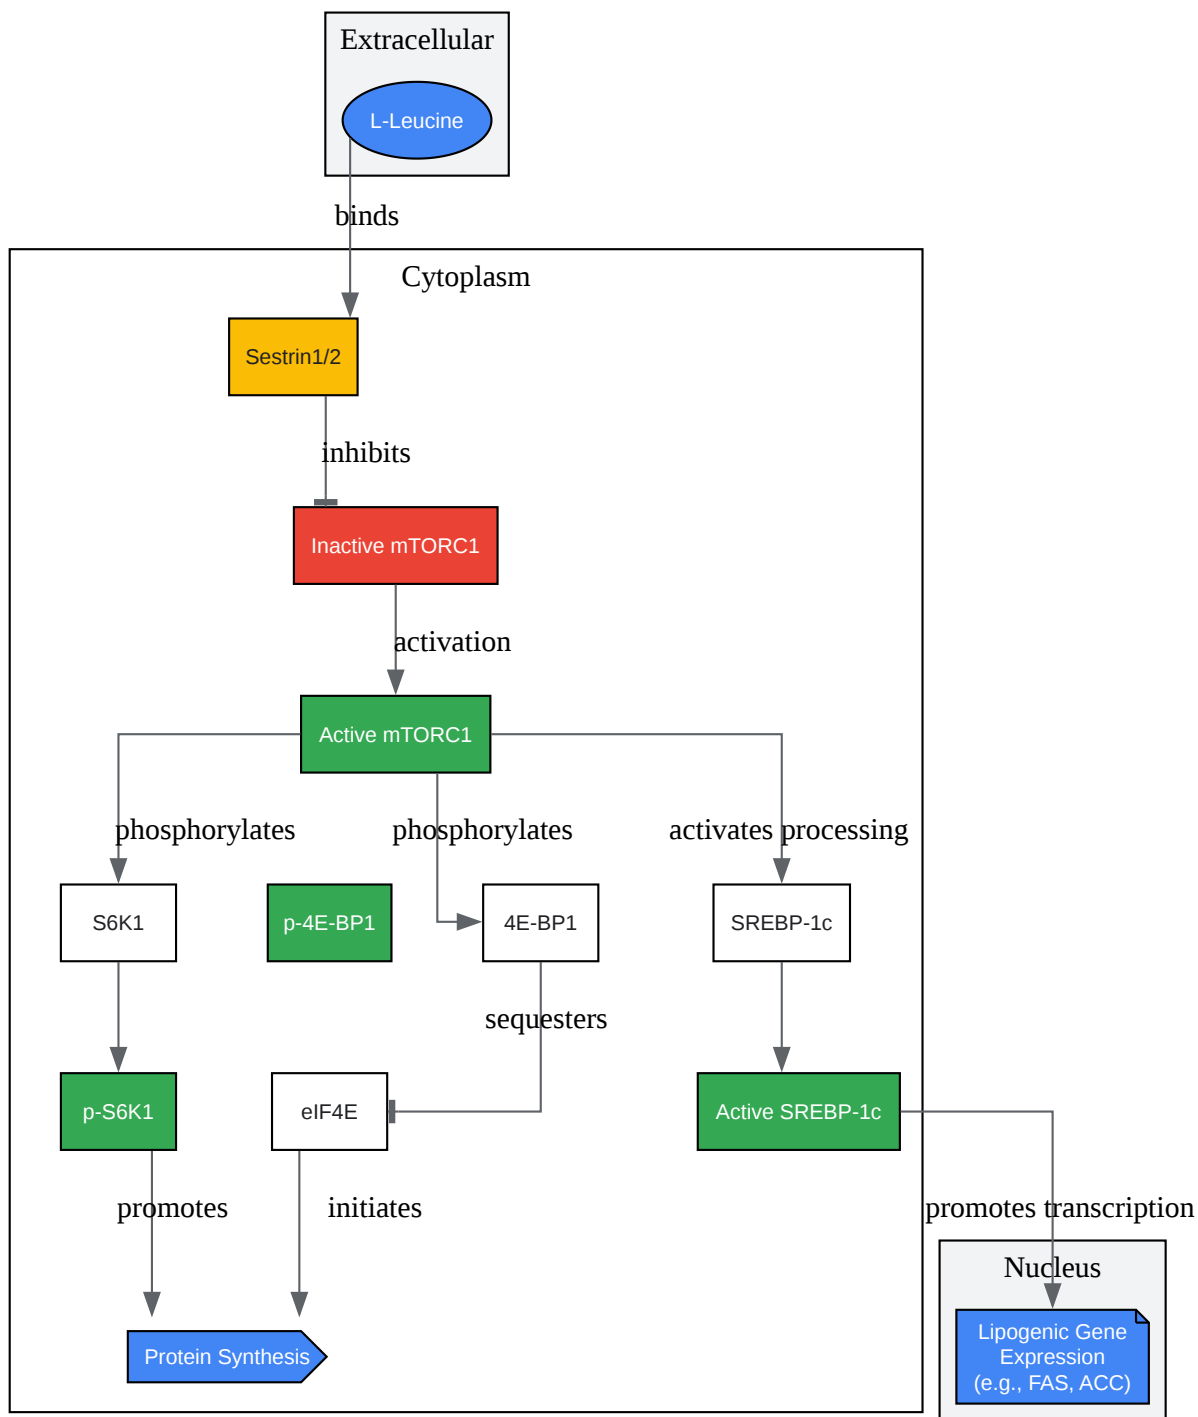 Extracellular
L-Leucine
binds
Cytoplasm
Sestrin1/2
inhibits
Inactive mTORC1
activation
Active mTORC1
phosphorylates
phosphorylates
activates processing
S6K1
p-4E-BP1
4E-BP1
SREBP-1c
sequesters
p-S6K1
eIF4E
Active SREBP-1c
promotes
initiates
promotes transcription
Nucleus
Lipogenic Gene
Expression
(e.g., FAS, ACC)
Protein Synthesis